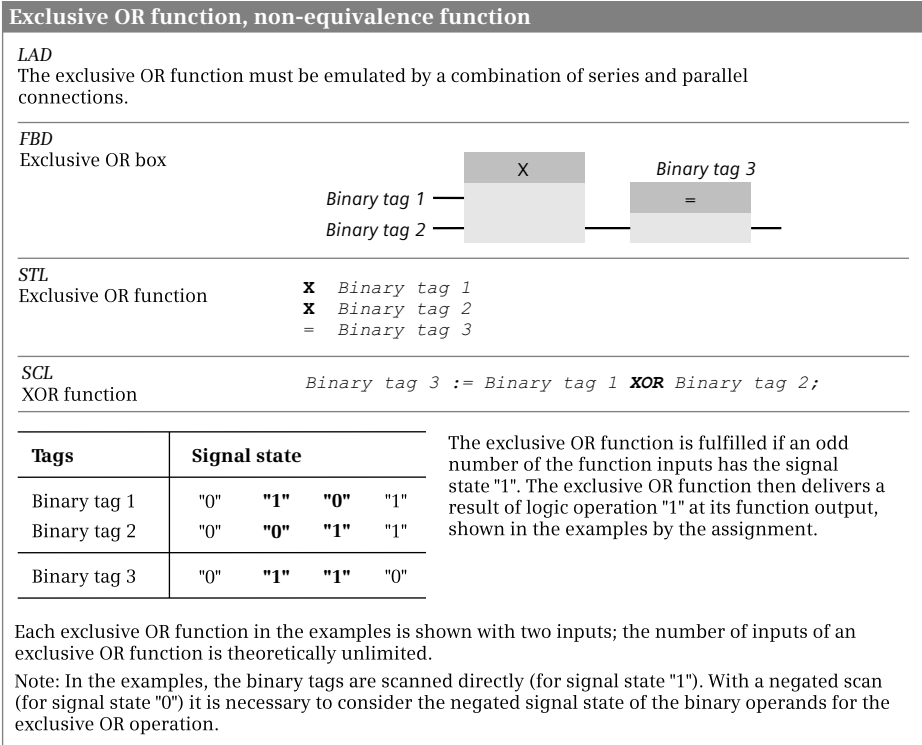 Exclusive OR function, non-equivalence function
LAD
The exclusive OR function must be emulated by a combination of series and parallel
connections.
FBD
Exclusive OR box
X
Binary tag 3
Binary tag 1
=
Binary tag 2
STL
Exclusive OR function
X Binary tag 1
X Binary tag 2
= Binary tag 3
SCL
XOR function
Binary tag 3 := Binary tag 1 XOR Binary tag 2;
Tags Signal state
Binary tag 1 "0" "1" "0" "1"
Binary tag 2 "0" "0" "1" "1"
Binary tag 3 "0" "1" "1" "0"
The exclusive OR function is fulfilled if an odd
number of the function inputs has the signal
state "1". The exclusive OR function then delivers a
result of logic operation "1" at its function output,
shown in the examples by the assignment.
Each exclusive OR function in the examples is shown with two inputs; the number of inputs of an
exclusive OR function is theoretically unlimited.
Note: In the examples, the binary tags are scanned directly (for signal state "1"). With a negated scan
(for signal state "0") it is necessary to consider the negated signal state of the binary operands for the
exclusive OR operation.